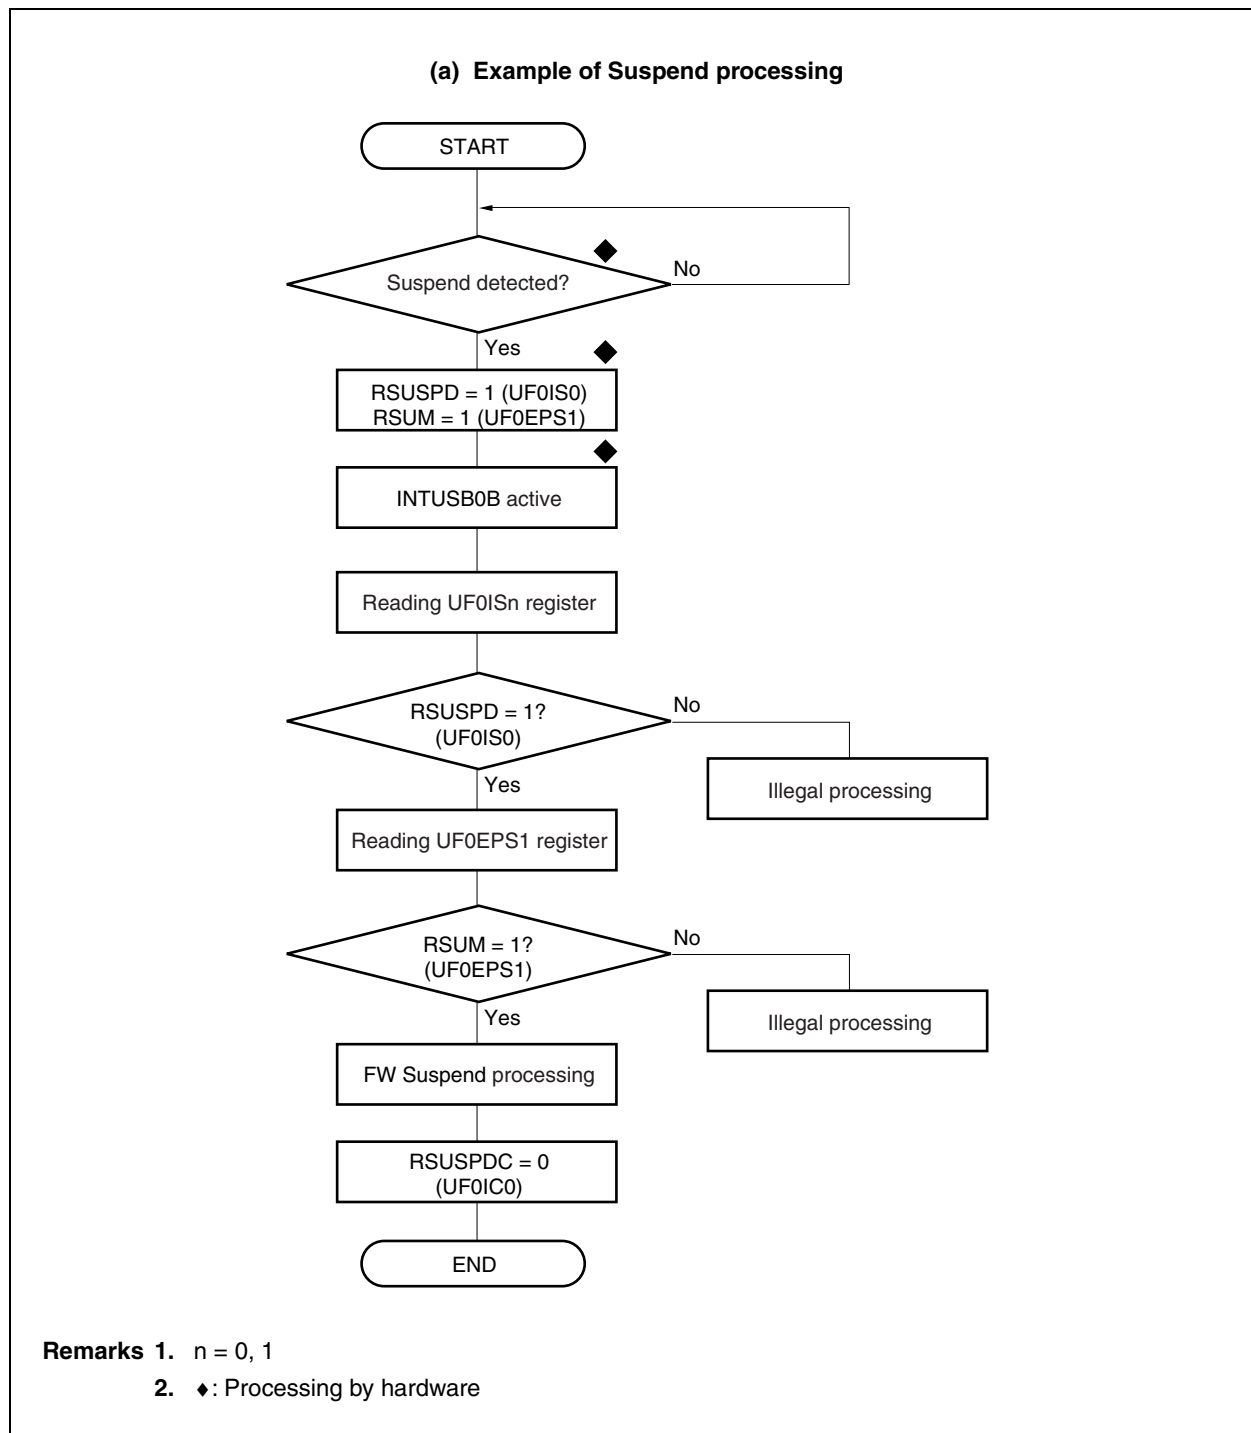 (a) Example of Suspend processing
START
Suspend detected?
No
Yes
RSUSPD = 1 (UF0IS0)
RSUM = 1 (UF0EPS1)
INTUSB0B active
Reading UF0ISn register
RSUSPD = 1?
(UF0IS0)
No
Illegal processing
Yes
Reading UF0EPS1 register
RSUM = 1?
(UF0EPS1)
No
Illegal processing
Yes
FW Suspend processing
RSUSPDC = 0
(UF0IC0)
END
Remarks 1. n = 0, 1
2. ♦: Processing by hardware